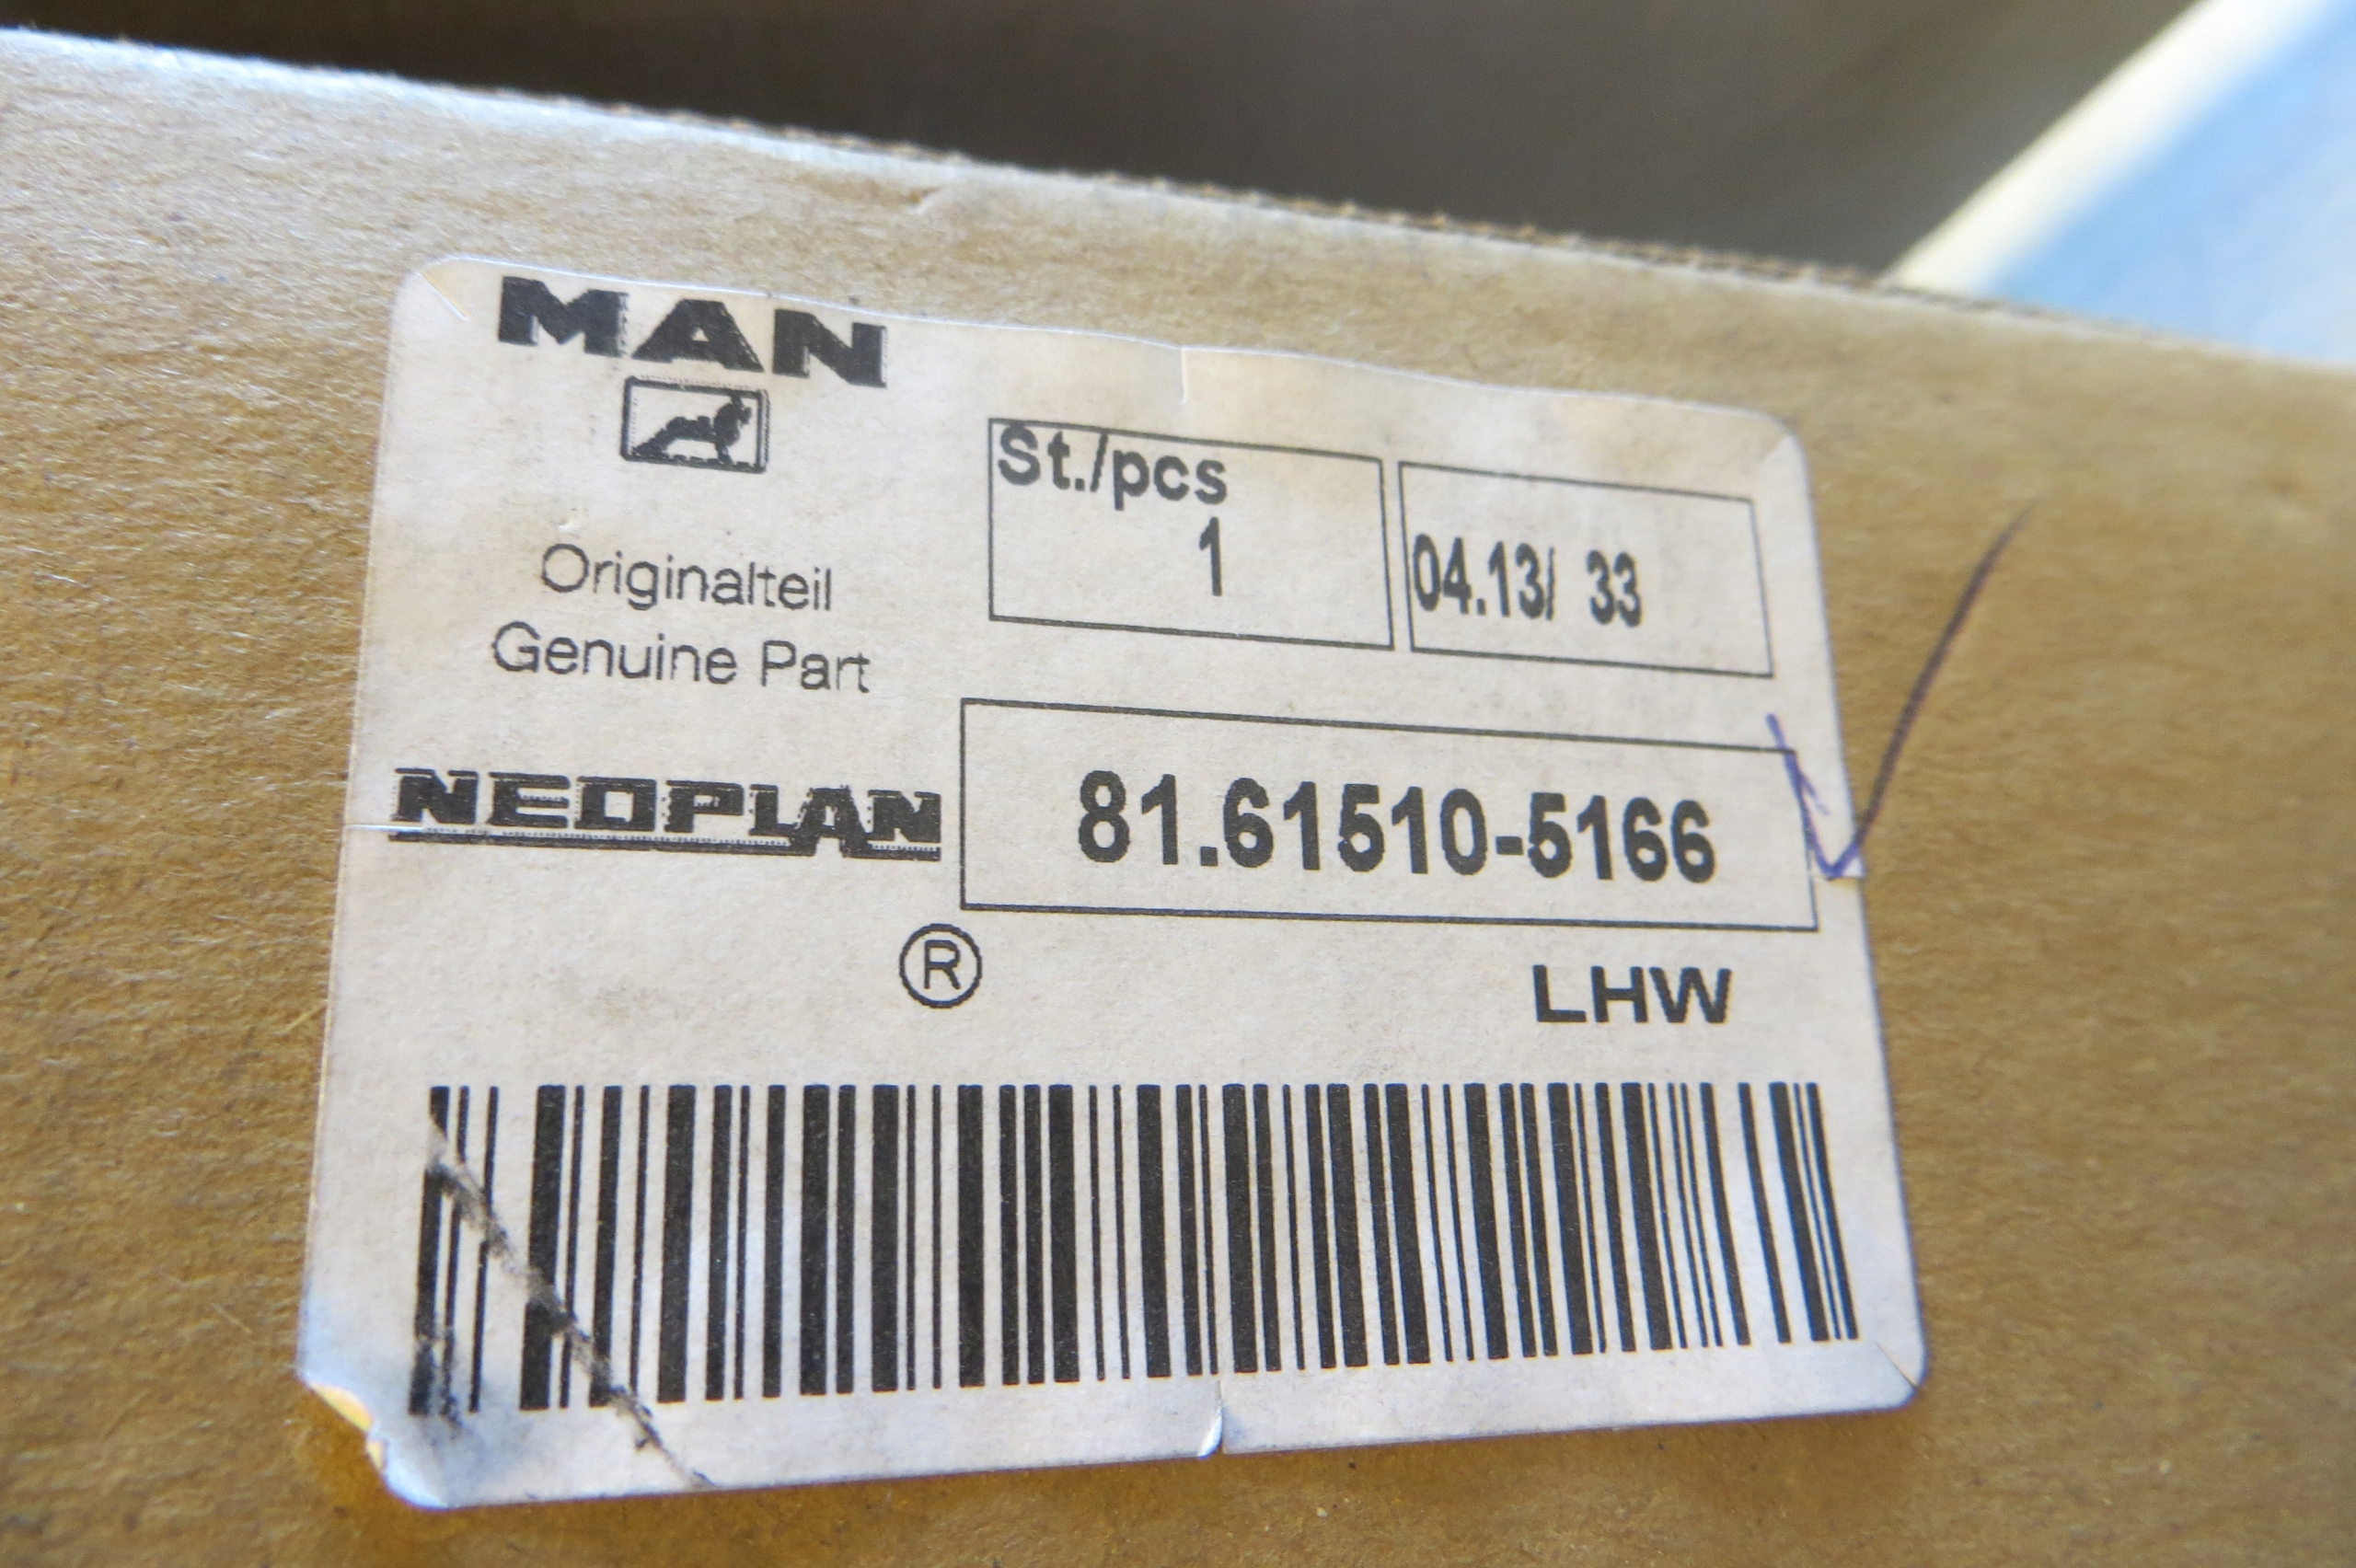 MAN
Originalteil
Genuine Part
NEOPLAN
®
St./pcs
1
04.13/ 33
81.61510-5166
LHW